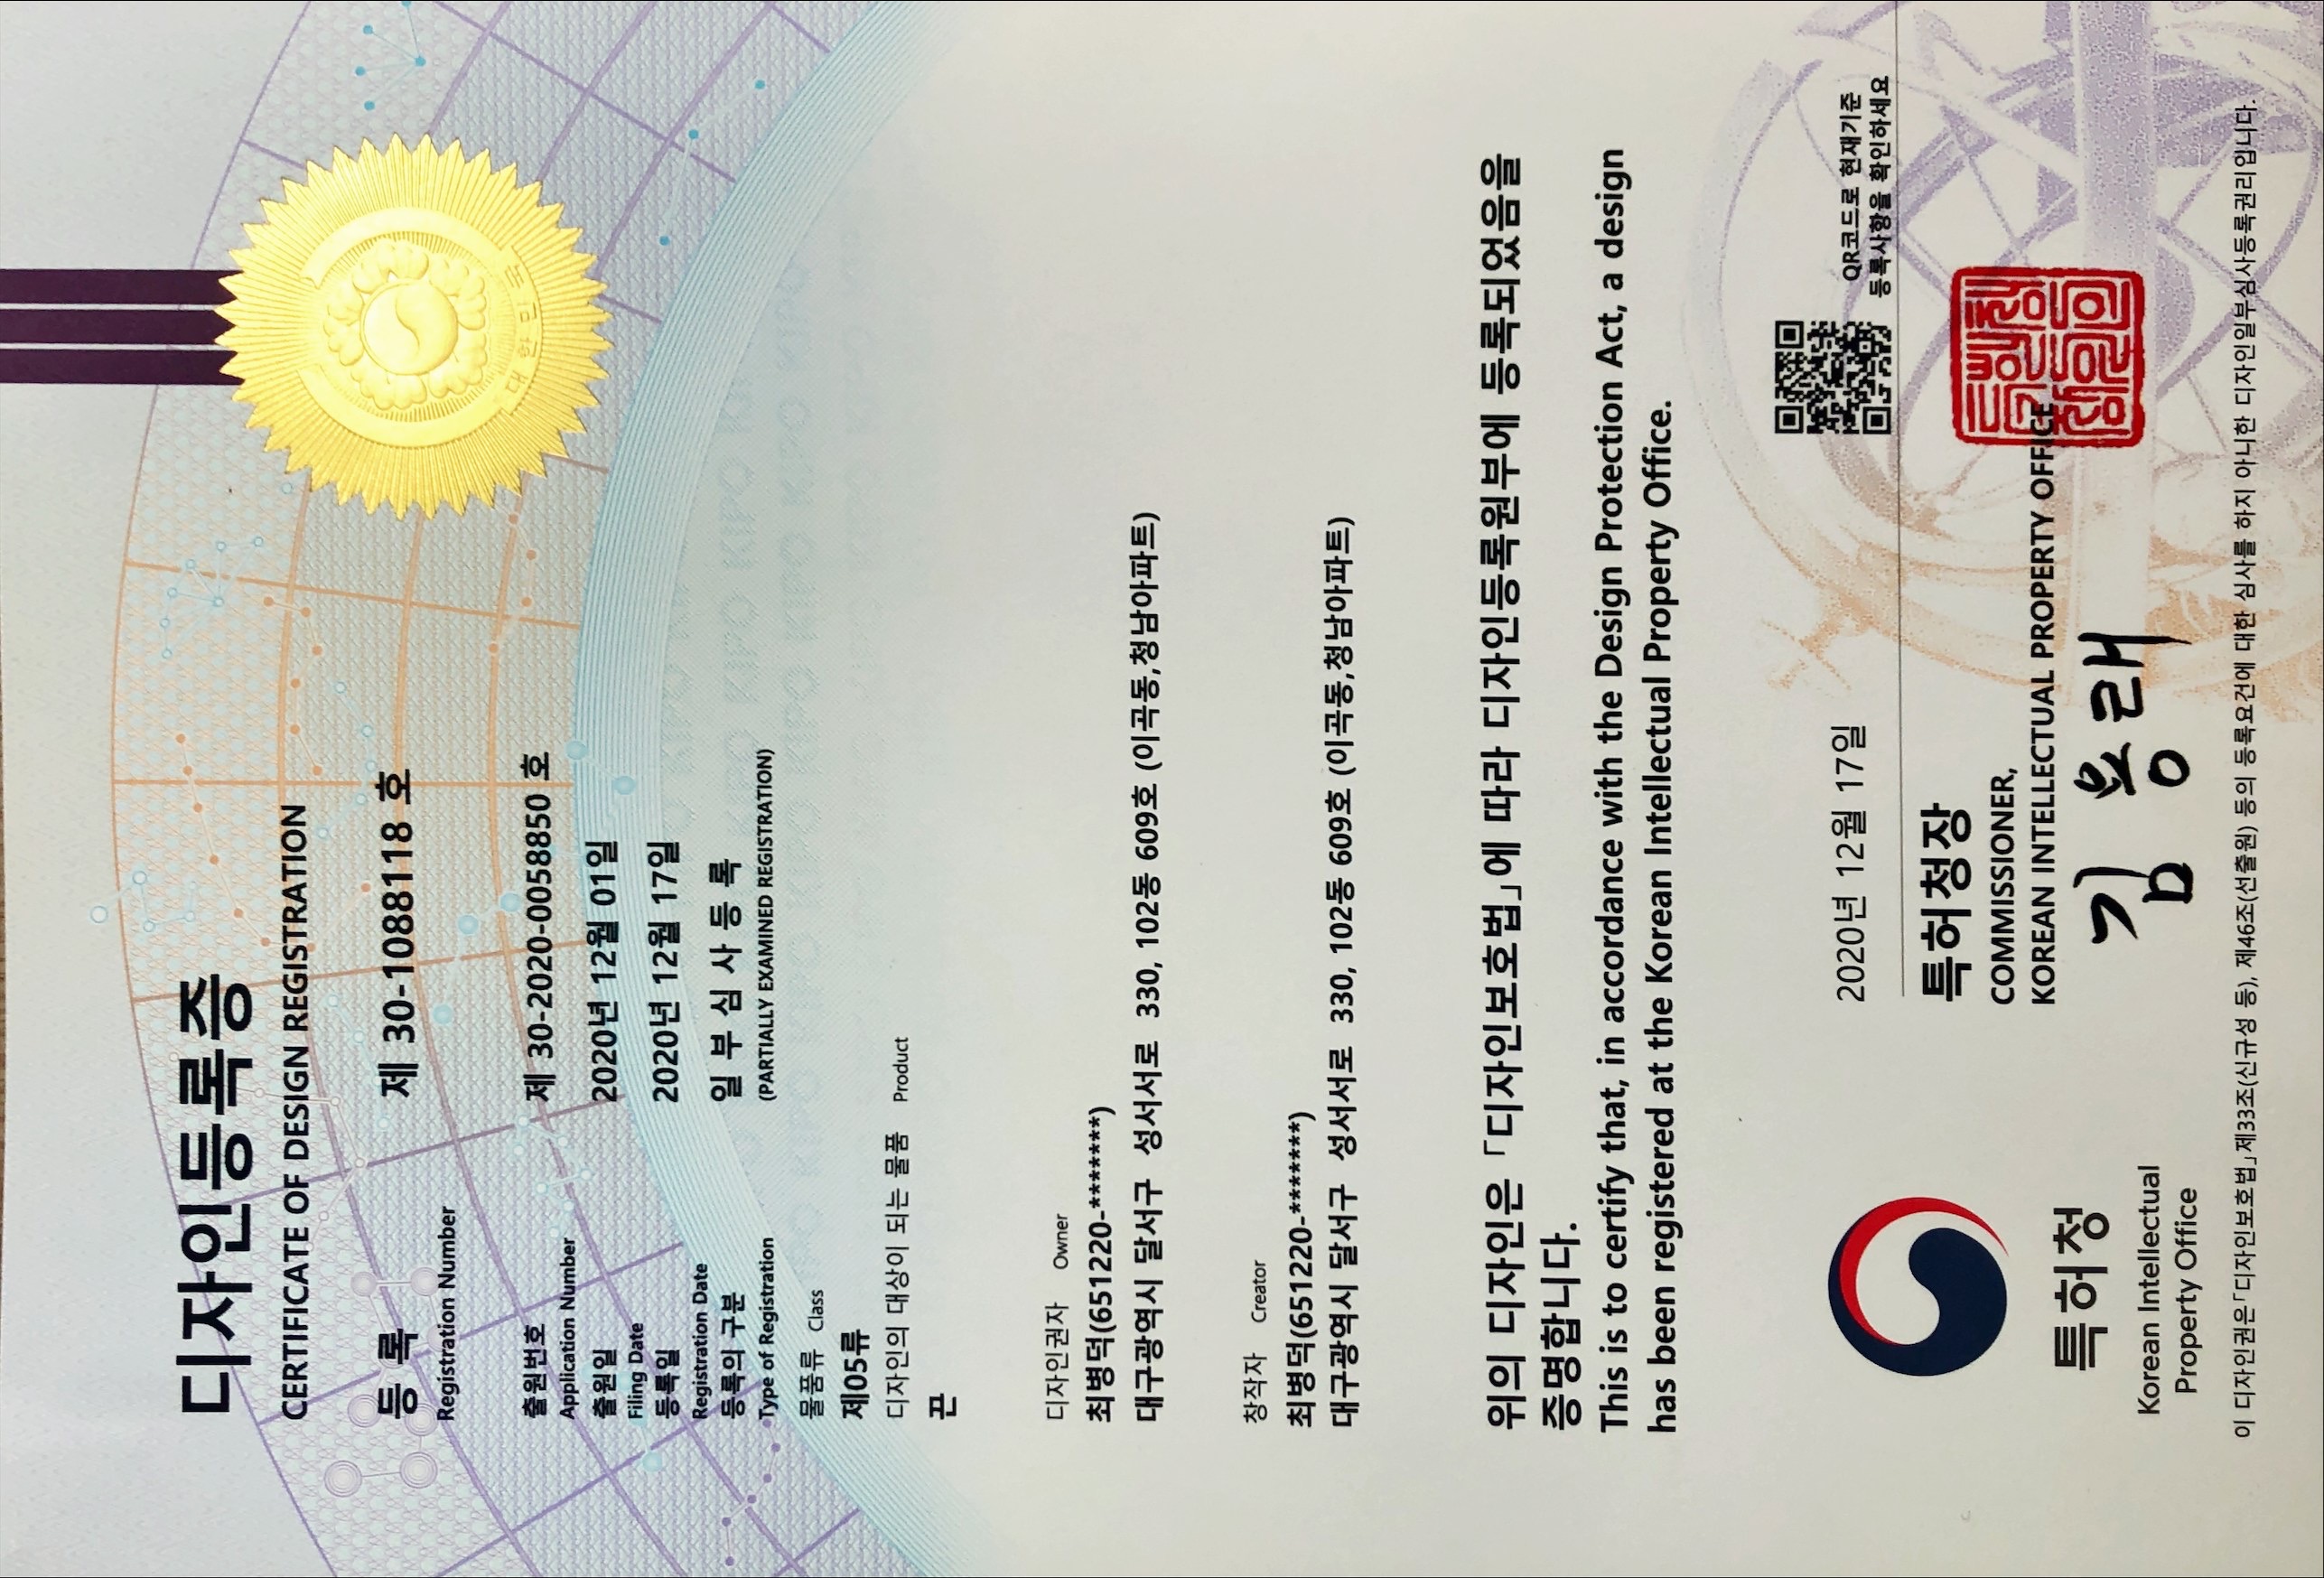 디자인등록증
CERTIFICATE OF DESIGN REGISTRATION
등 록 제 30-1088118 호
Registration Number
출원번호 제 30-2020-0058850 호
Application Number
출원일 2020년 12월 01일
Filing Date
등록일 2020년 12월 17일
Registration Date
등록의 구분 일 부 심 사 등 록
Type of Registration (PARTIALLY EXAMINED REGISTRATION)
물품류 Class
제05류
디자인의 대상이 되는 물품 Product
끈
디자인권자 Owner
최병덕(651220-*******)
대구광역시 달서구 성서서로 330, 102동 609호 (이곡동,청남아파트)
창작자 Creator
최병덕(651220-*******)
대구광역시 달서구 성서서로 330, 102동 609호 (이곡동,청남아파트)
위의 디자인은 「디자인보호법」에 따라 디자인등록원부에 등록되었음을
증명합니다.
This is to certify that, in accordance with the Design Protection Act, a design
has been registered at the Korean Intellectual Property Office.
QR코드로 현재기준
등록사항을 확인하세요
2020년 12월 17일
특허청장
COMMISSIONER,
KOREAN INTELLECTUAL PROPERTY OFFICE
김용래
특허청
Korean Intellectual
Property Office
이 디자인권은「디자인보호법」제33조(신규성 등), 제46조(선출원) 등의 등록요건에 대한 심사를 하지 아니한 디자인일부심사등록권리입니다.